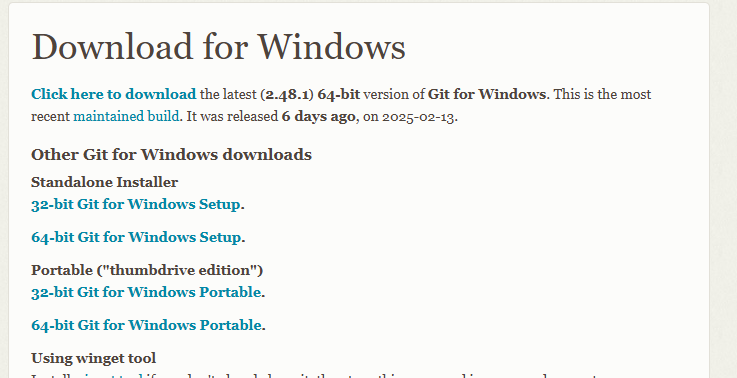 Download for Windows
Click here to download the latest (2.48.1) 64-bit version of Git for Windows. This is the most
recent maintained build. It was released 6 days ago, on 2025-02-13.
Other Git for Windows downloads
Standalone Installer
32-bit Git for Windows Setup.
64-bit Git for Windows Setup.
Portable ("thumbdrive edition")
32-bit Git for Windows Portable.
64-bit Git for Windows Portable.
Using winget tool